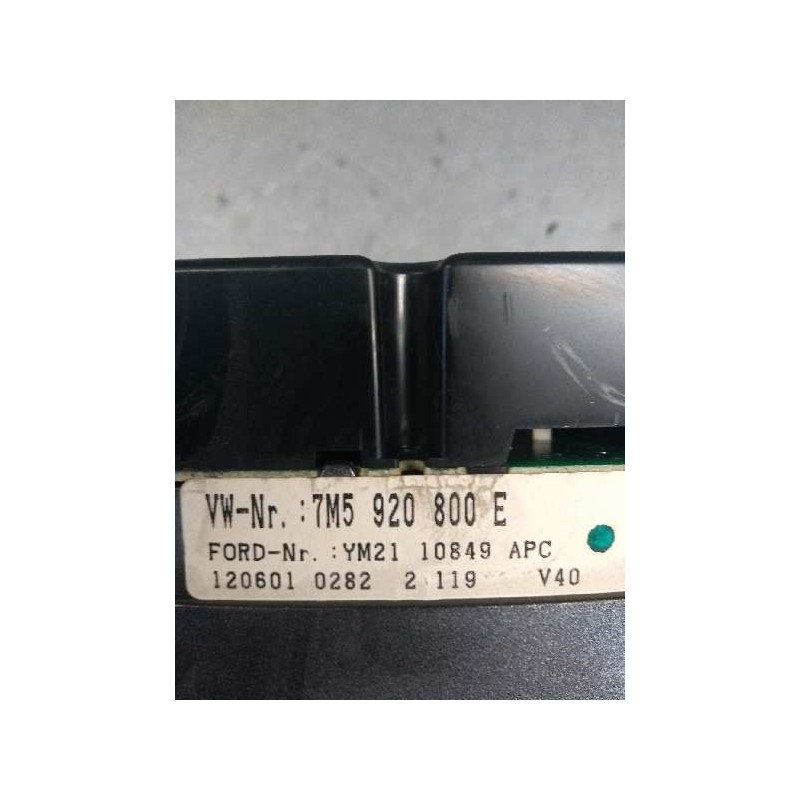 VW-Nr. :7M5 920 800 E
FORD-Nr. :YM21 10849 APC
120601 0282 2 119 V40